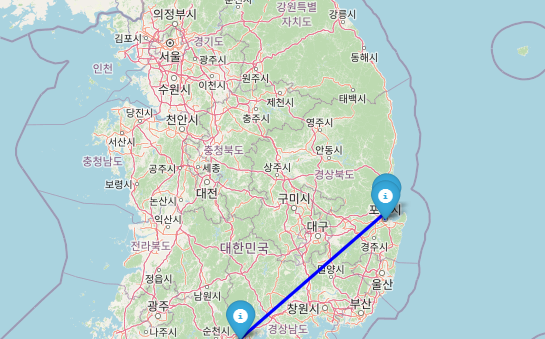 춘천시
강원특별
자치도
강릉시
의정부시
김포시
서울
경기도
광주시
동해시
인천
수원시
이천시
원주시
제천시
태백시
당진시
천안시
충주시
영주시
서산시
충청남도
충청북도
안동시
공주시
세종
상주시
경상북도
보령시
대전
구미시
논산시
익산시
대구
경주시
전라북도
대한민국
정읍시
밀양시
울산
남원시
광주
창원시
부산
나주시
순천시
경상남도
i
i